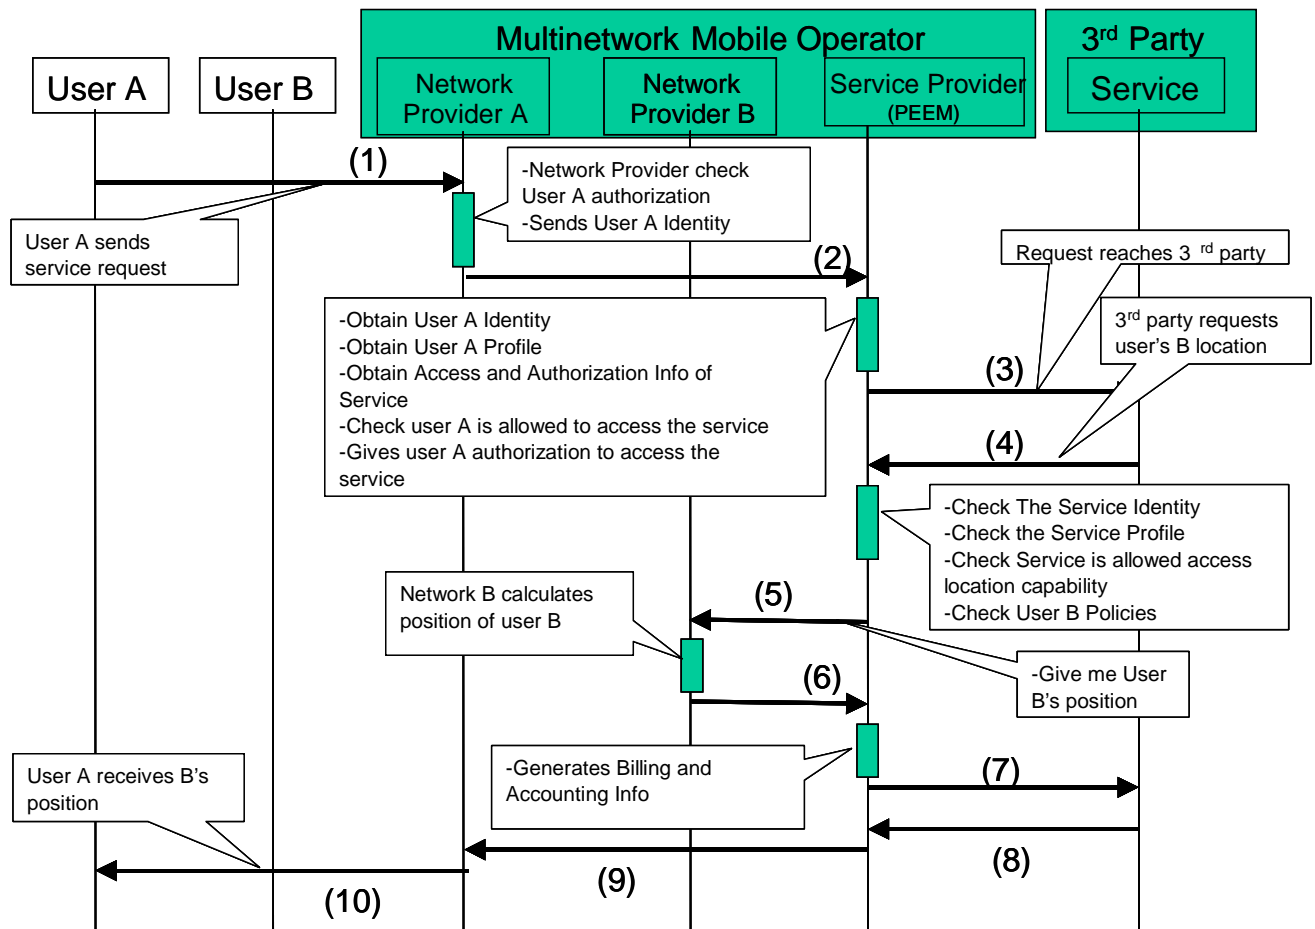 Multinetwork Mobile Operator
3rd Party
User A
User B
Network
Provider A
Network
Provider B
Service Provider
(PEEM)
Service
(1)
-Network Provider check
User A authorization
-Sends User A Identity
User A sends
service request
(2)
Request reaches 3 rd party
-Obtain User A Identity
-Obtain User A Profile
-Obtain Access and Authorization Info of
Service
-Check user A is allowed to access the service
-Gives user A authorization to access the
service
3rd party requests
user's B location
(3)
(4)
-Check The Service Identity
-Check the Service Profile
-Check Service is allowed access
location capability
-Check User B Policies
Network B calculates
position of user B
(5)
-Give me User
B's position
(6)
-Generates Billing and
Accounting Info
User A receives B's
position
(7)
(8)
(9)
(10)